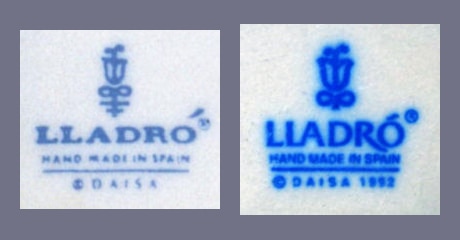 LLADRÓ
HAND MADE IN SPAIN
© DAISA
LLADRÓ®
HAND MADE IN SPAIN
© DAISA 1992